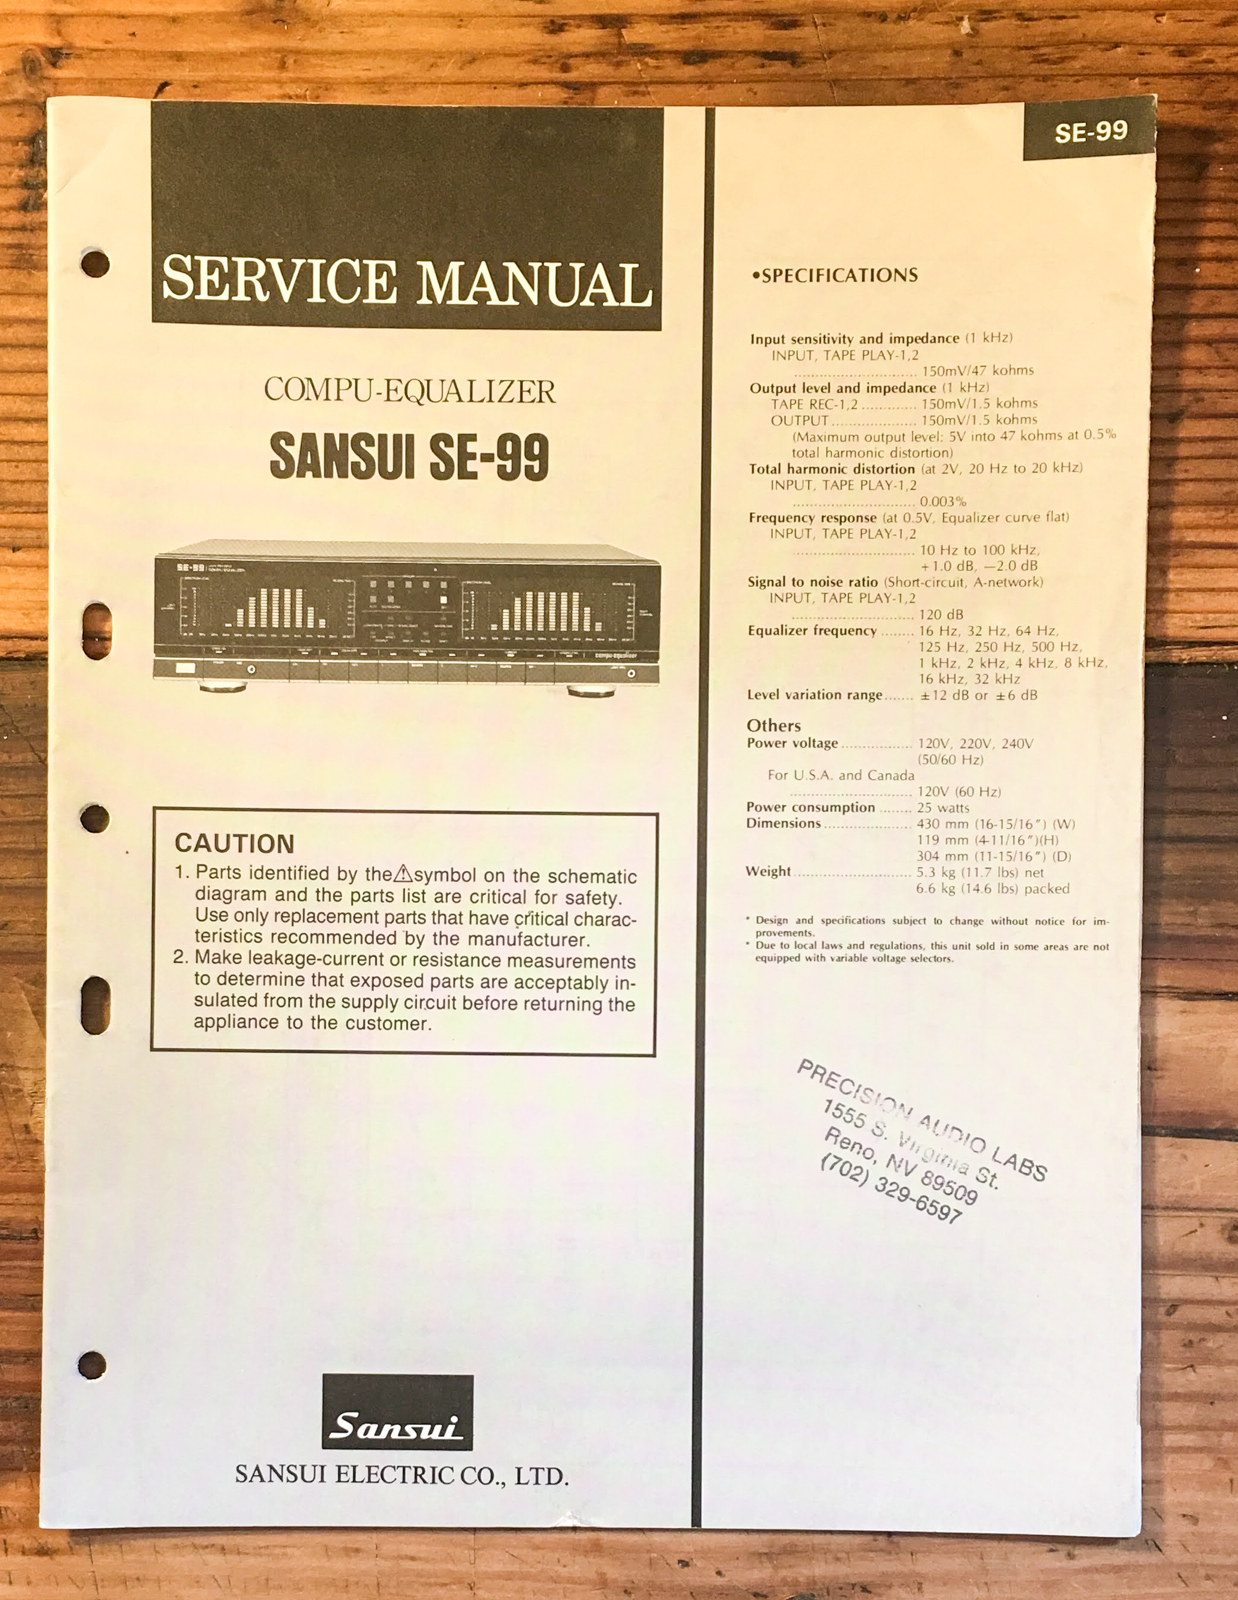 SERVICE MANUAL
COMPU-EQUALIZER
SANSUI SE-99
SE-99
compu-equalizer
CAUTION
1. Parts identified by the⚠symbol on the schematic
diagram and the parts list are critical for safety.
Use only replacement parts that have critical charac-
teristics recommended by the manufacturer.
2. Make leakage-current or resistance measurements
to determine that exposed parts are acceptably in-
sulated from the supply circuit before returning the
appliance to the customer.
Sansui
SANSUI ELECTRIC CO., LTD.
SE-99
•SPECIFICATIONS
Input sensitivity and impedance (1 kHz)
INPUT, TAPE PLAY-1,2
............................ 150mV/47 kohms
Output level and impedance (1 kHz)
TAPE REC-1,2 ............. 150mV/1.5 kohms
OUTPUT .................... 150mV/1.5 kohms
(Maximum output level: 5V into 47 kohms at 0.5%
total harmonic distortion)
Total harmonic distortion (at 2V, 20 Hz to 20 kHz)
INPUT, TAPE PLAY-1,2
............................ 0.003%
Frequency response (at 0.5V, Equalizer curve flat)
INPUT, TAPE PLAY-1,2
............................ 10 Hz to 100 kHz,
+1.0 dB, −2.0 dB
Signal to noise ratio (Short-circuit, A-network)
INPUT, TAPE PLAY-1,2
............................ 120 dB
Equalizer frequency ........ 16 Hz, 32 Hz, 64 Hz,
125 Hz, 250 Hz, 500 Hz,
1 kHz, 2 kHz, 4 kHz, 8 kHz,
16 kHz, 32 kHz
Level variation range....... ±12 dB or ±6 dB
Others
Power voltage ................. 120V, 220V, 240V
(50/60 Hz)
For U.S.A. and Canada
............................ 120V (60 Hz)
Power consumption ........ 25 watts
Dimensions ..................... 430 mm (16-15/16") (W)
119 mm (4-11/16")(H)
304 mm (11-15/16") (D)
Weight ........................... 5.3 kg (11.7 lbs) net
6.6 kg (14.6 lbs) packed
* Design and specifications subject to change without notice for im-
provements.
* Due to local laws and regulations, this unit sold in some areas are not
equipped with variable voltage selectors.
PRECISION AUDIO LABS
1555 S. Virginia St.
Reno, NV 89509
(702) 329-6597